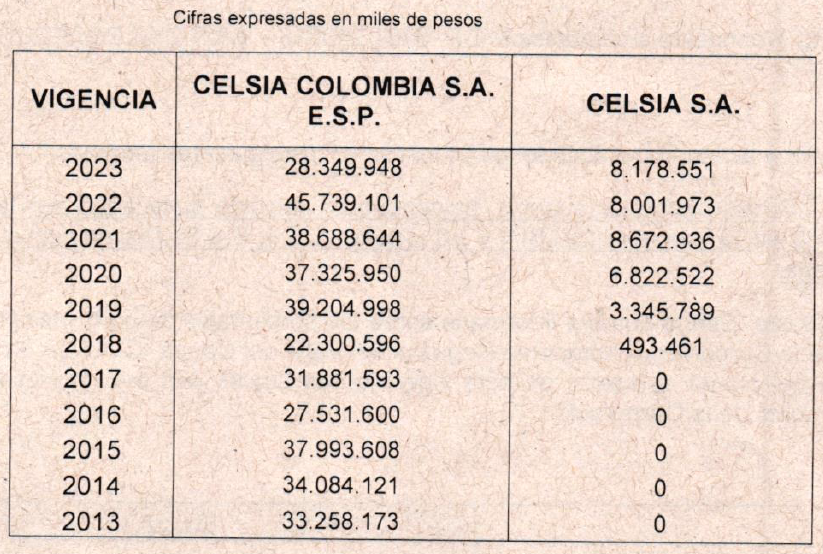 Cifras expresadas en miles de pesos
VIGENCIA CELSIA COLOMBIA S.A. E.S.P. CELSIA S.A.
2023 28.349.948 8.178.551
2022 45.739.101 8.001.973
2021 38.688.644 8.672.936
2020 37.325.950 6.822.522
2019 39.204.998 3.345.789
2018 22.300.596 493.461
2017 31.881.593 0
2016 27.531.600 0
2015 37.993.608 0
2014 34.084.121 0
2013 33.258.173 0